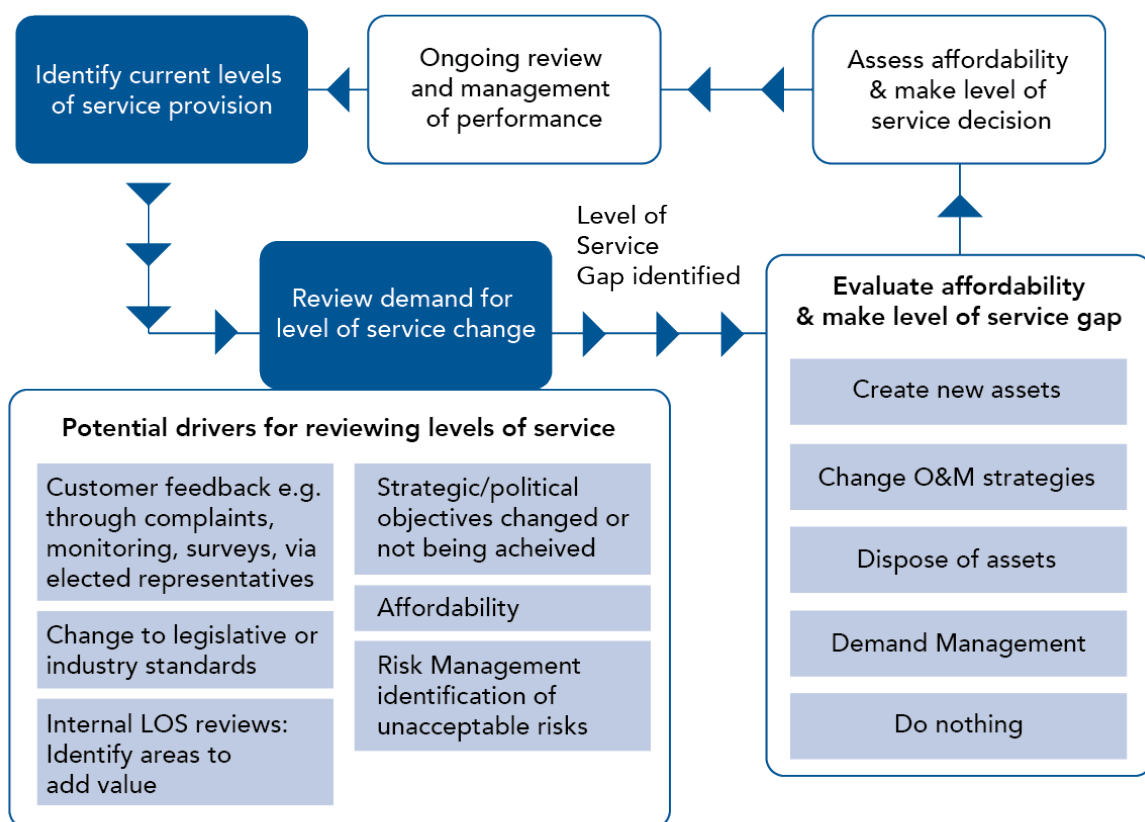 Identify current levels
of service provision
Ongoing review
and management
of performance
Assess affordability
& make level of
service decision
Review demand for
level of service change
Level of
Service
Gap identified
Evaluate affordability
& make level of service gap
Create new assets
Change O&M strategies
Dispose of assets
Demand Management
Do nothing
Potential drivers for reviewing levels of service
Customer feedback e.g.
through complaints,
monitoring, surveys, via
elected representatives
Change to legislative or
industry standards
Internal LOS reviews:
Identify areas to
add value
Strategic/political
objectives changed or
not being acheived
Affordability
Risk Management
identification of
unacceptable risks